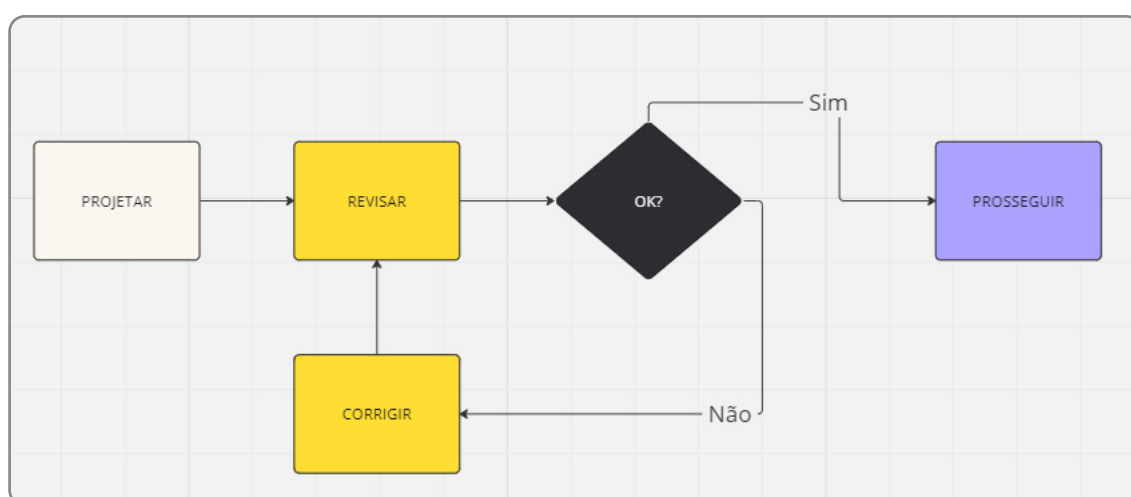 Sim
PROJETAR
REVISAR
OK?
PROSSEGUIR
CORRIGIR
Não